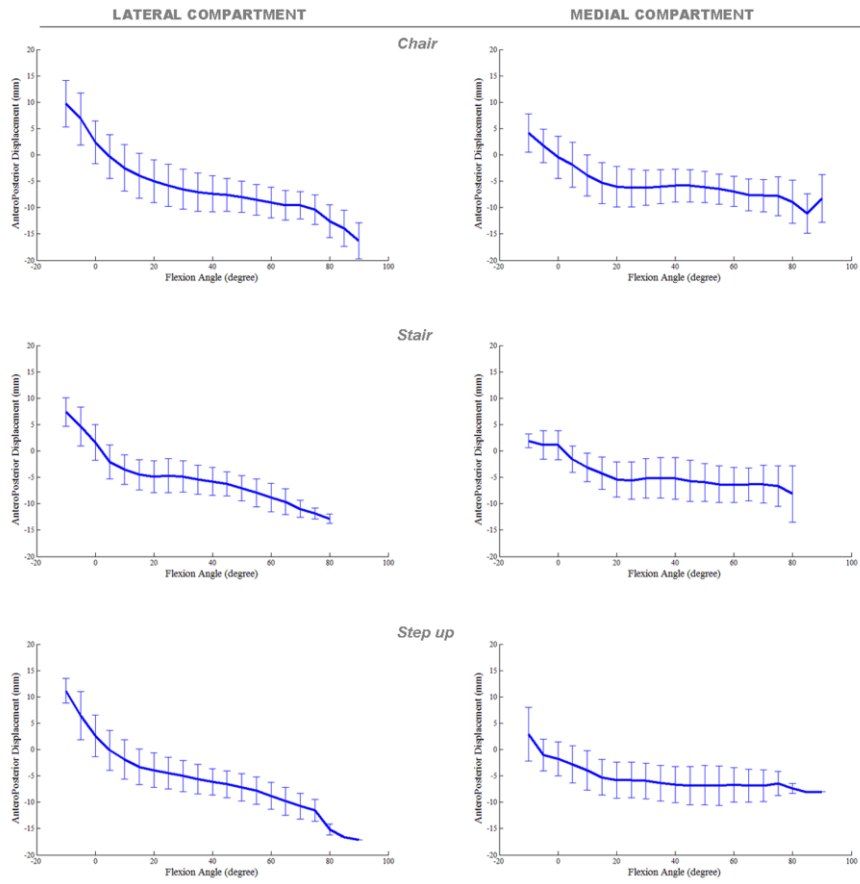 LATERAL COMPARTMENT MEDIAL COMPARTMENT
Chair
AnteroPosterior Displacement (mm)
20
15
10
5
0
-5
-10
-15
-20
-20 0 20 40 60 80 100
Flexion Angle (degree)
AnteroPosterior Displacement (mm)
20
15
10
5
0
-5
-10
-15
-20
-20 0 20 40 60 80 100
Flexion Angle (degree)
Stair
AnteroPosterior Displacement (mm)
20
15
10
5
0
-5
-10
-15
-20
-20 0 20 40 60 80 100
Flexion Angle (degree)
AnteroPosterior Displacement (mm)
20
15
10
5
0
-5
-10
-15
-20
-20 0 20 40 60 80 100
Flexion Angle (degree)
Step up
AnteroPosterior Displacement (mm)
20
15
10
5
0
-5
-10
-15
-20
-20 0 20 40 60 80 100
Flexion Angle (degree)
AnteroPosterior Displacement (mm)
20
15
10
5
0
-5
-10
-15
-20
-20 0 20 40 60 80 100
Flexion Angle (degree)